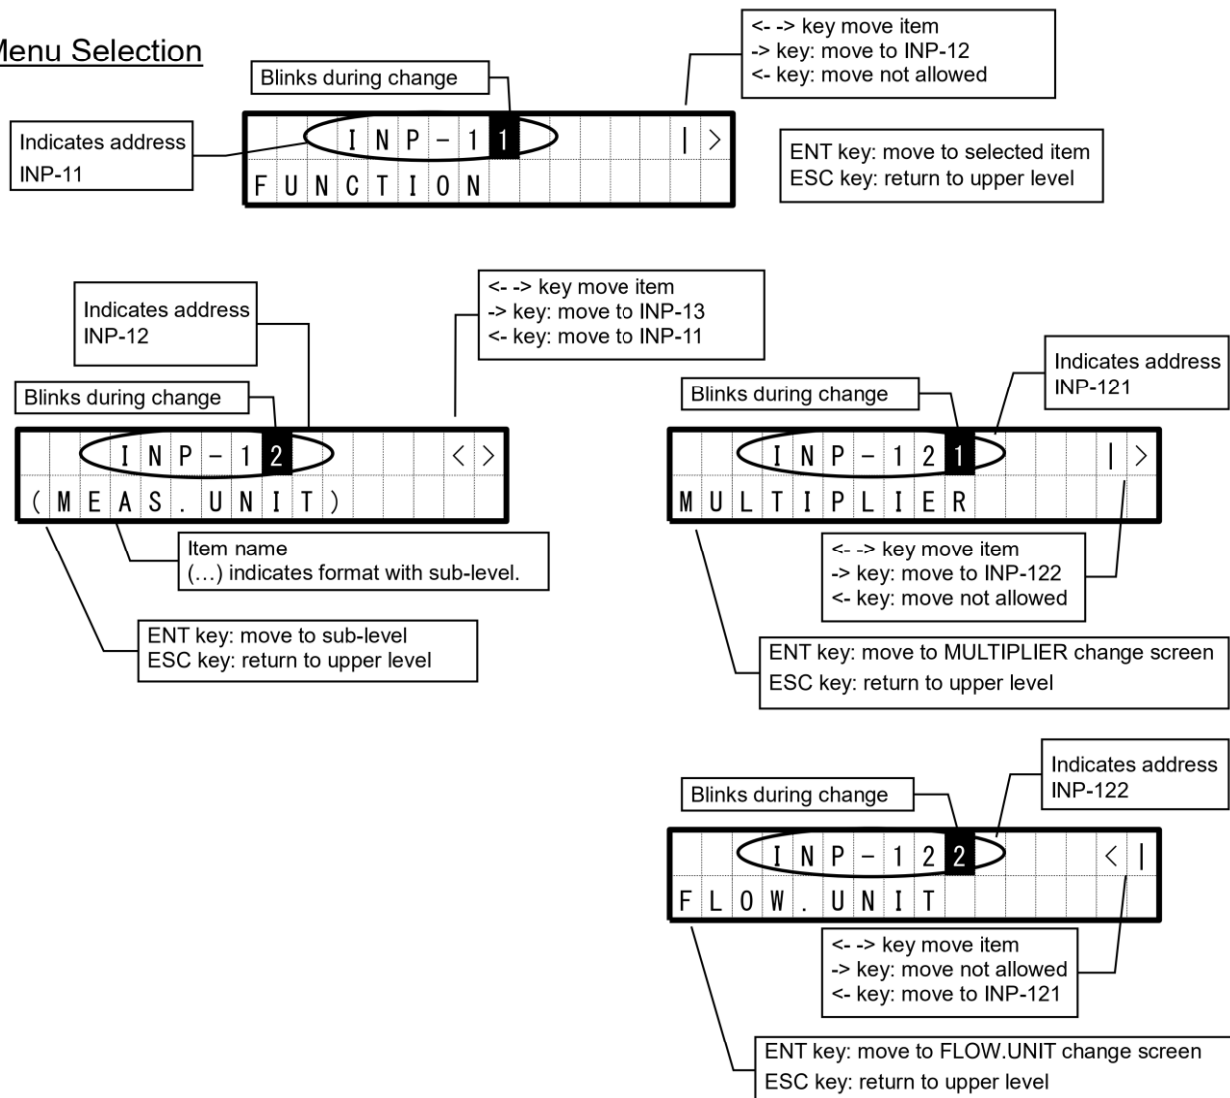 Menu Selection
<- -> key move item
-> key: move to INP-12
<- key: move not allowed
Blinks during change
Indicates address
INP-11
INP-11 |>
FUNCTION
ENT key: move to selected item
ESC key: return to upper level
<- -> key move item
-> key: move to INP-13
<- key: move to INP-11
Indicates address
INP-12
Blinks during change
INP-12 <>
(MEAS.UNIT)
Item name
(...) indicates format with sub-level.
ENT key: move to sub-level
ESC key: return to upper level
Indicates address
INP-121
Blinks during change
INP-121 |>
MULTIPLIER
<- -> key move item
-> key: move to INP-122
<- key: move not allowed
ENT key: move to MULTIPLIER change screen
ESC key: return to upper level
Indicates address
INP-122
Blinks during change
INP-122 <|
FLOW.UNIT
<- -> key move item
-> key: move not allowed
<- key: move to INP-121
ENT key: move to FLOW.UNIT change screen
ESC key: return to upper level